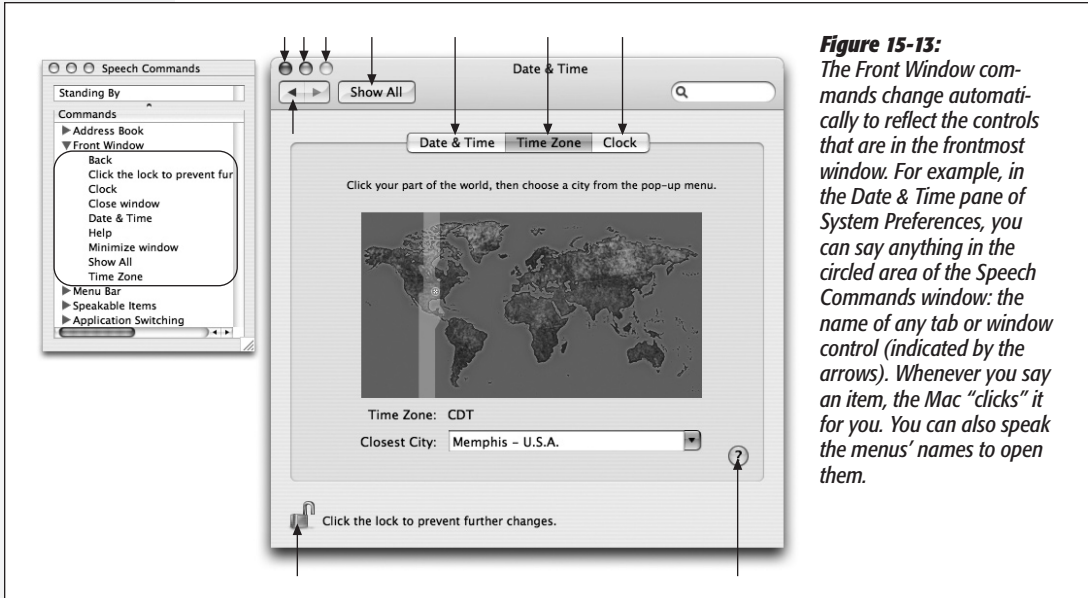 Speech Commands
Standing By
Commands
Address Book
Front Window
Back
Click the lock to prevent fur
Clock
Close window
Date & Time
Help
Minimize window
Show All
Time Zone
Menu Bar
Speakable Items
Application Switching
Date & Time
Show All
Date & Time Time Zone Clock
Click your part of the world, then choose a city from the pop-up menu.
Time Zone: CDT
Closest City: Memphis – U.S.A.
?
Click the lock to prevent further changes.
Figure 15-13:
The Front Window com-
mands change automati-
cally to reflect the controls
that are in the frontmost
window. For example, in
the Date & Time pane of
System Preferences, you
can say anything in the
circled area of the Speech
Commands window: the
name of any tab or window
control (indicated by the
arrows). Whenever you say
an item, the Mac “clicks” it
for you. You can also speak
the menus’ names to open
them.